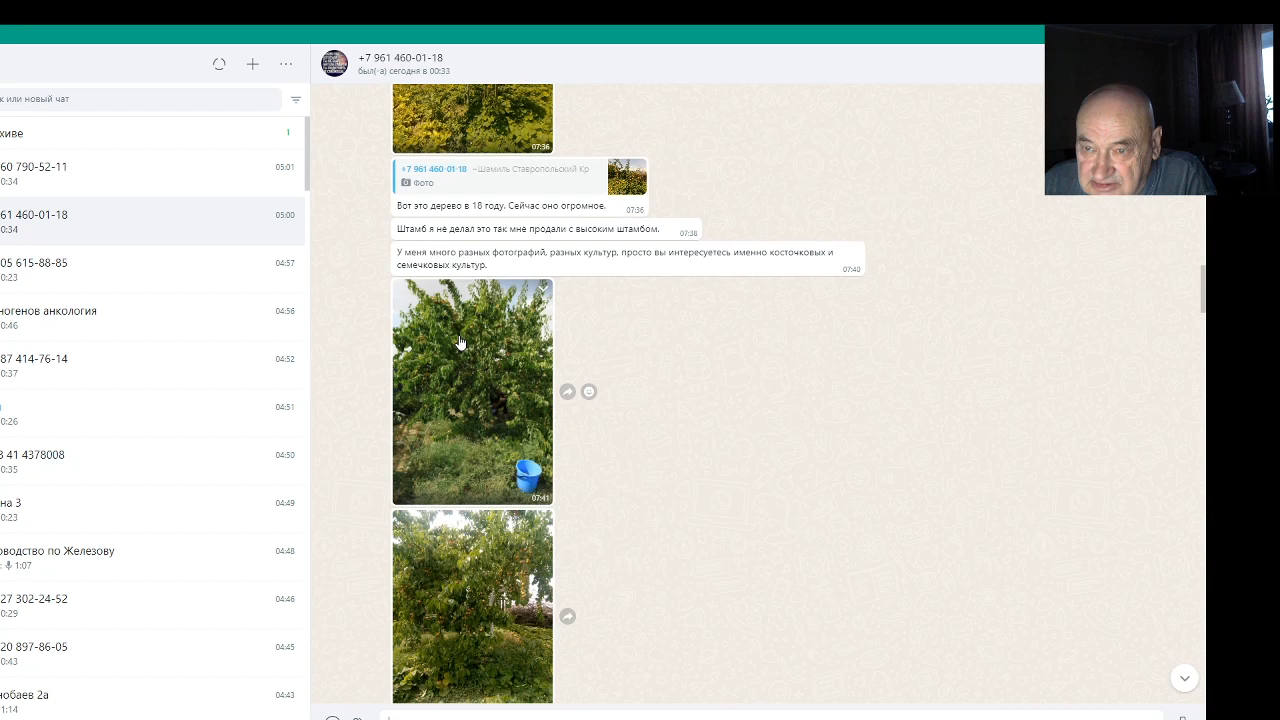 +7 961 460-01-18
был(-а) сегодня в 00:33
к или новый чат
хиве
1
60 790-52-11
05:01
0:34
61 460-01-18
05:00
0:34
05 515-88-85
04:57
0:23
ногенов анкология
04:56
0:46
87 414-76-14
04:52
0:37
04:51
0:26
8 41 4378008
04:50
0:35
на 3
04:49
0:23
оводство по Железову
04:48
: 1:07
27 302-24-52
04:46
0:29
20 897-86-05
04:45
0:43
нобаев 2а
04:43
1:14
07:36
+7 961 460-01-18 ~Шамиль Ставропольский Кр
Фото
Вот это дерево в 18 году. Сейчас оно огромное.
07:36
Штамб я не делал это так мне продали с высоким штамбом.
07:38
У меня много разных фотографий, разных культур, просто вы интересуетесь именно косточковых и
семечковых культур.
07:40
07:41